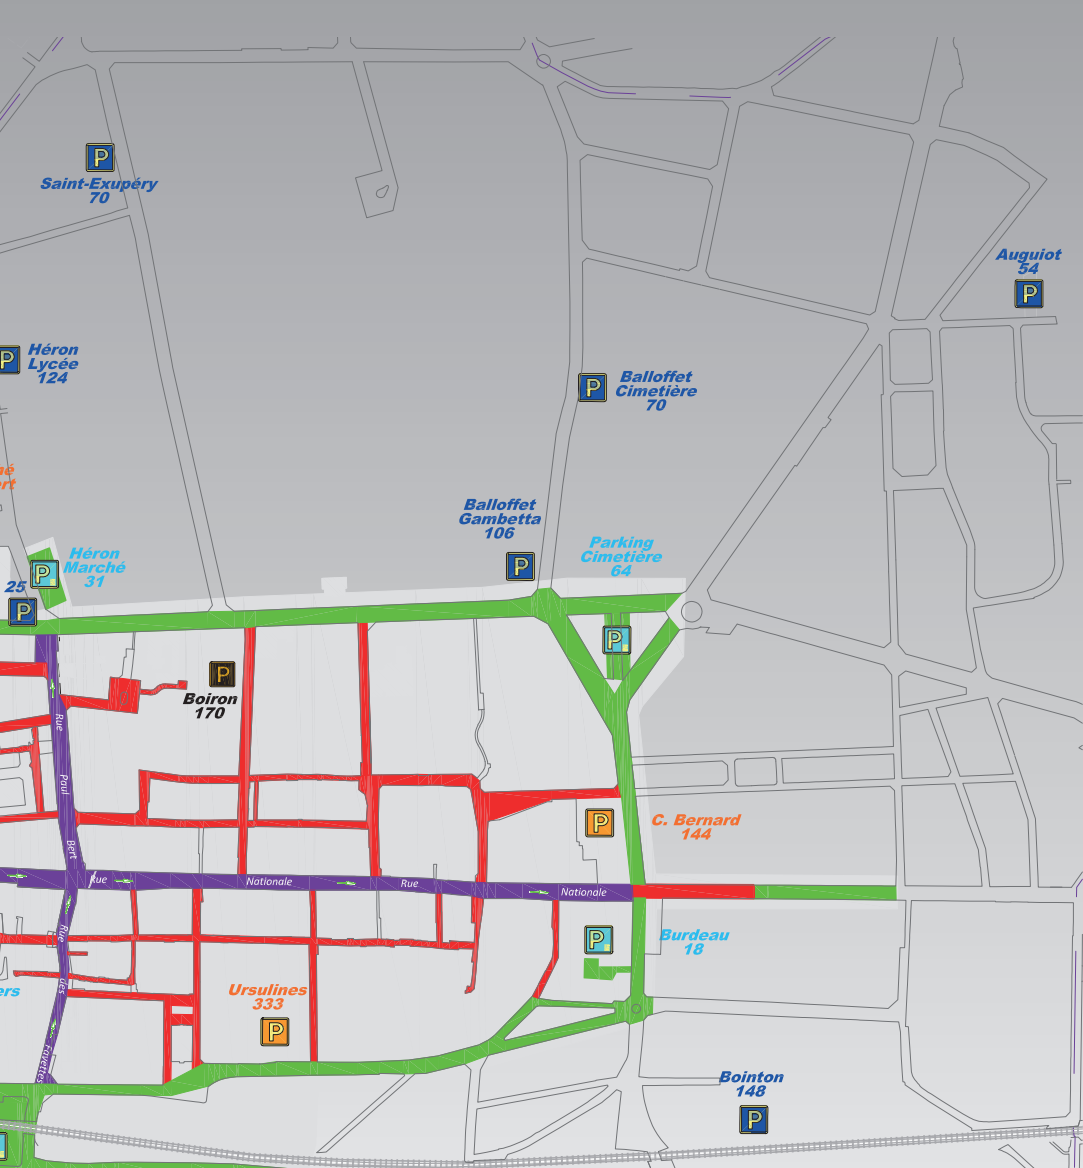 P
Saint-Exupéry
70
Auquiot
54
P
P
Héron
Lycée
124
P
Balloffet
Cimetière
70
Balloffet
Gambetta
106
P
Parking
Cimetière
64
P
Héron
Marché
31
P
25
P
P
Boiron
170
Rue
Paul
Bert
P
C. Bernard
144
Rue
Nationale
Rue
Nationale
Rue
des
Fayettes
P
Burdeau
18
Ursulines
333
P
Bointon
148
P